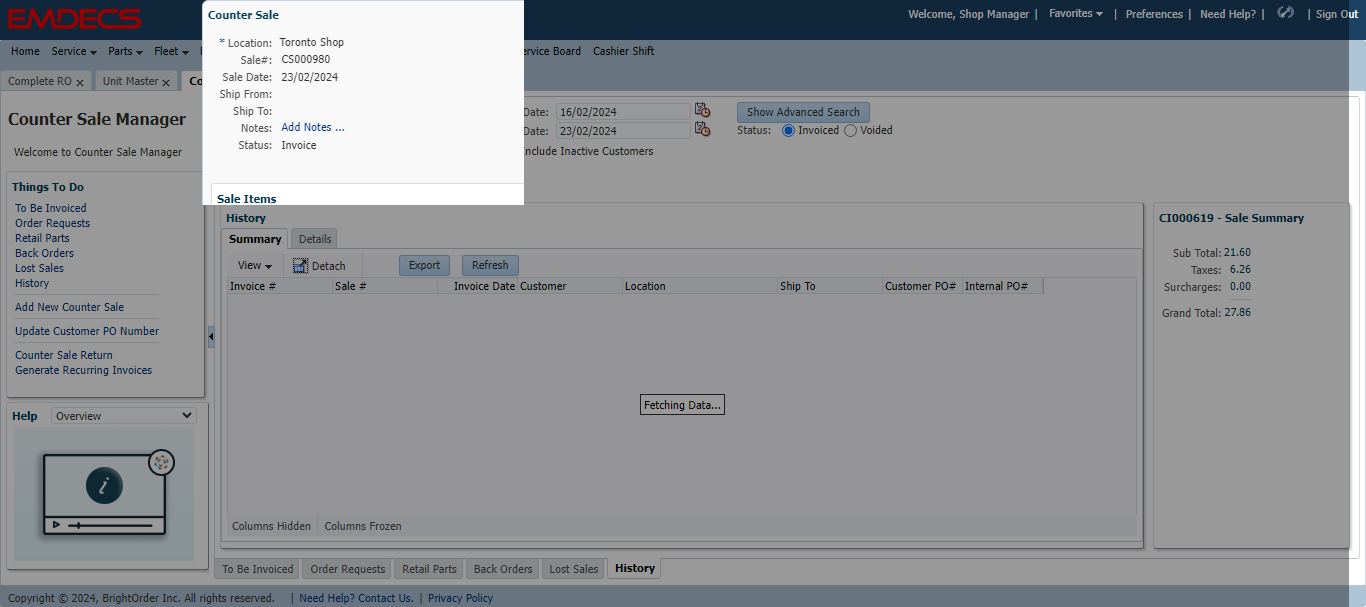 EMDECS
Welcome, Shop Manager | Favorites | Preferences | Need Help? | | Sign Out
Home Service Parts Fleet ervice Board Cashier Shift
Complete RO Unit Master Co
Counter Sale
* Location: Toronto Shop
Sale#: CS000980
Sale Date: 23/02/2024
Ship From:
Ship To:
Notes: Add Notes ...
Status: Invoice
Sale Items
Date: 16/02/2024
Date: 23/02/2024
nclude Inactive Customers
Show Advanced Search
Status: Invoiced Voided
Counter Sale Manager
Welcome to Counter Sale Manager
Things To Do
To Be Invoiced
Order Requests
Retail Parts
Back Orders
Lost Sales
History
Add New Counter Sale
Update Customer PO Number
Counter Sale Return
Generate Recurring Invoices
Help Overview
i
History
Summary Details
View Detach Export Refresh
Invoice # Sale # Invoice Date Customer Location Ship To Customer PO# Internal PO#
Fetching Data...
Columns Hidden Columns Frozen
CI000619 - Sale Summary
Sub Total: 21.60
Taxes: 6.26
Surcharges: 0.00
Grand Total: 27.86
To Be Invoiced Order Requests Retail Parts Back Orders Lost Sales History
Copyright © 2024, BrightOrder Inc. All rights reserved. | Need Help? Contact Us. | Privacy Policy